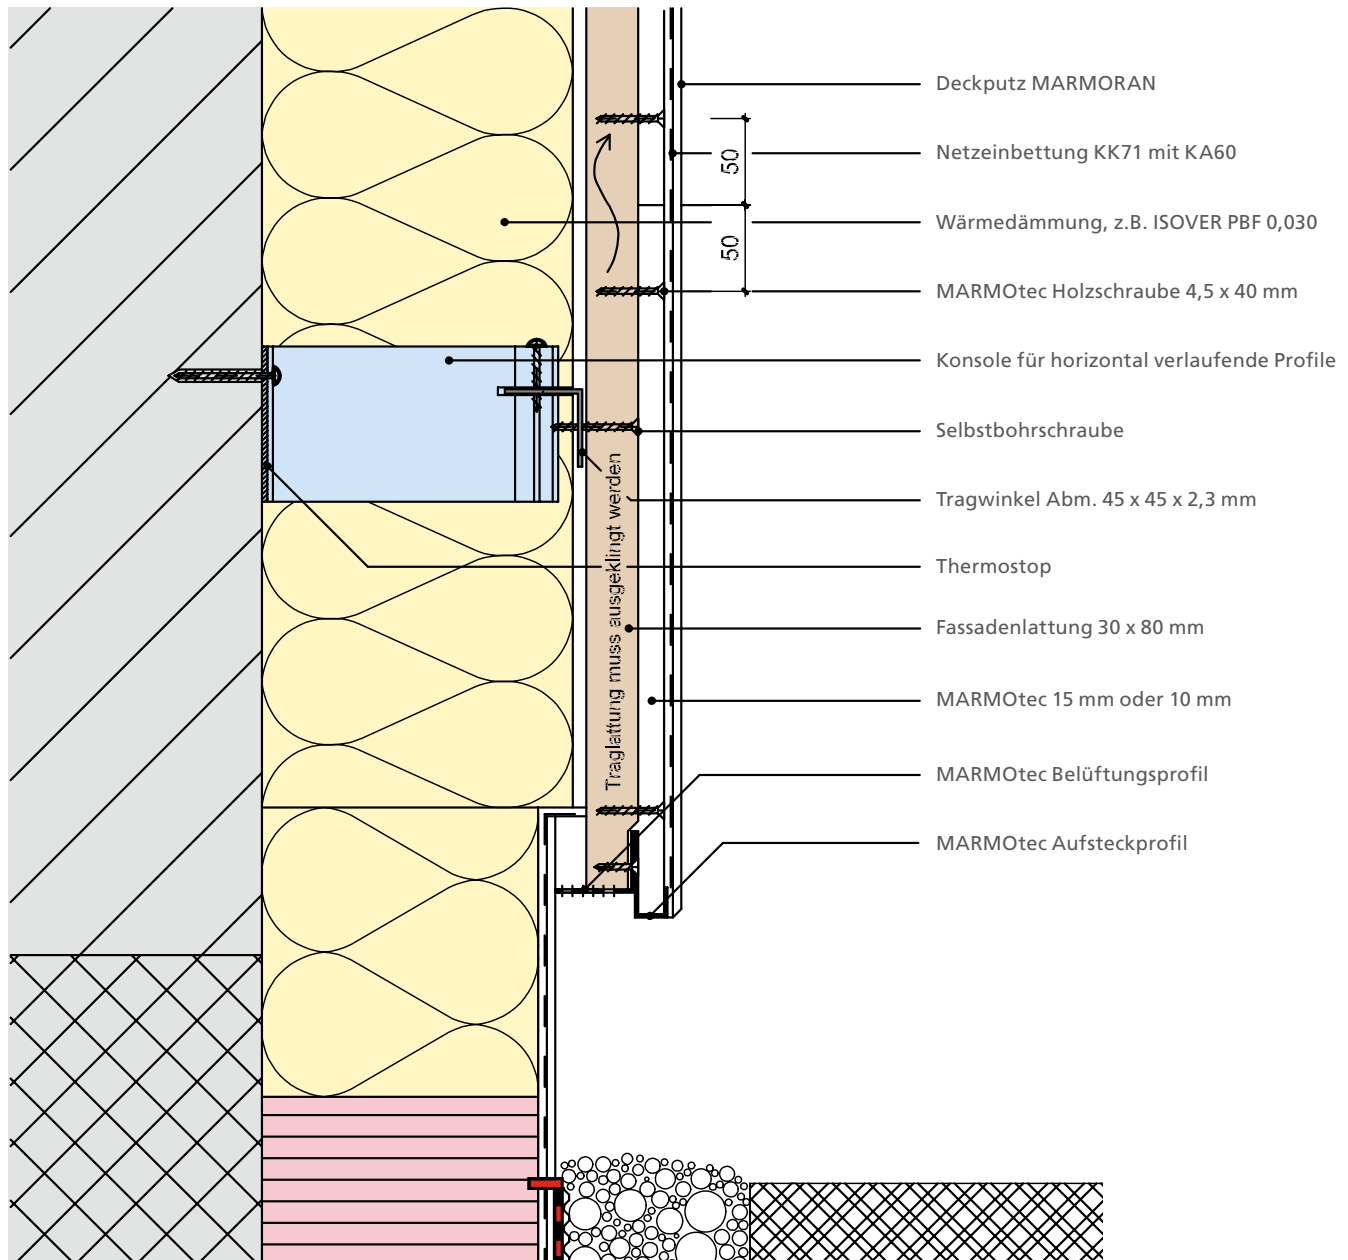 Deckputz MARMORAN
Netzeinbettung KK71 mit KA60
50
Wärmedämmung, z.B. ISOVER PBF 0,030
50
MARMOtec Holzschraube 4,5 x 40 mm
Konsole für horizontal verlaufende Profile
Selbstbohrschraube
Tragwinkel Abm. 45 x 45 x 2,3 mm
Thermostop
Traglattung muss ausgeklingt werden
Fassadenlattung 30 x 80 mm
MARMOtec 15 mm oder 10 mm
MARMOtec Belüftungsprofil
MARMOtec Aufsteckprofil